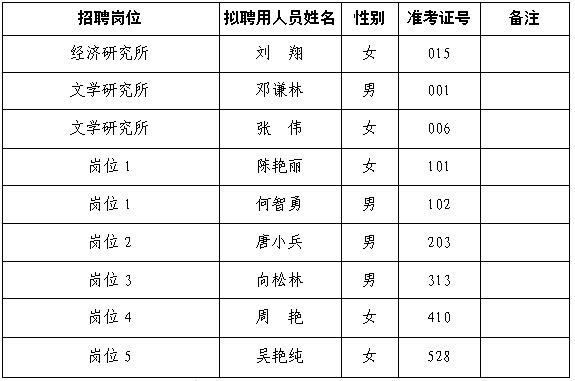 招聘岗位 拟聘用人员姓名 性别 准考证号 备注
经济研究所 刘 翔 女 015
文学研究所 邓谦林 男 001
文学研究所 张 伟 女 006
岗位1 陈艳丽 女 101
岗位1 何智勇 男 102
岗位2 唐小兵 男 203
岗位3 向松林 男 313
岗位4 周 艳 女 410
岗位5 吴艳纯 女 528